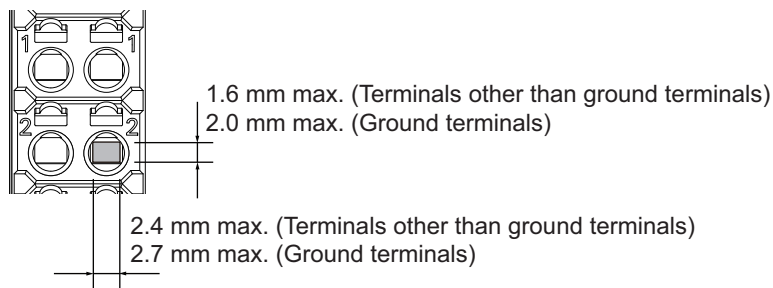 1 1
1.6 mm max. (Terminals other than ground terminals)
2.0 mm max. (Ground terminals)
2 2
2.4 mm max. (Terminals other than ground terminals)
2.7 mm max. (Ground terminals)